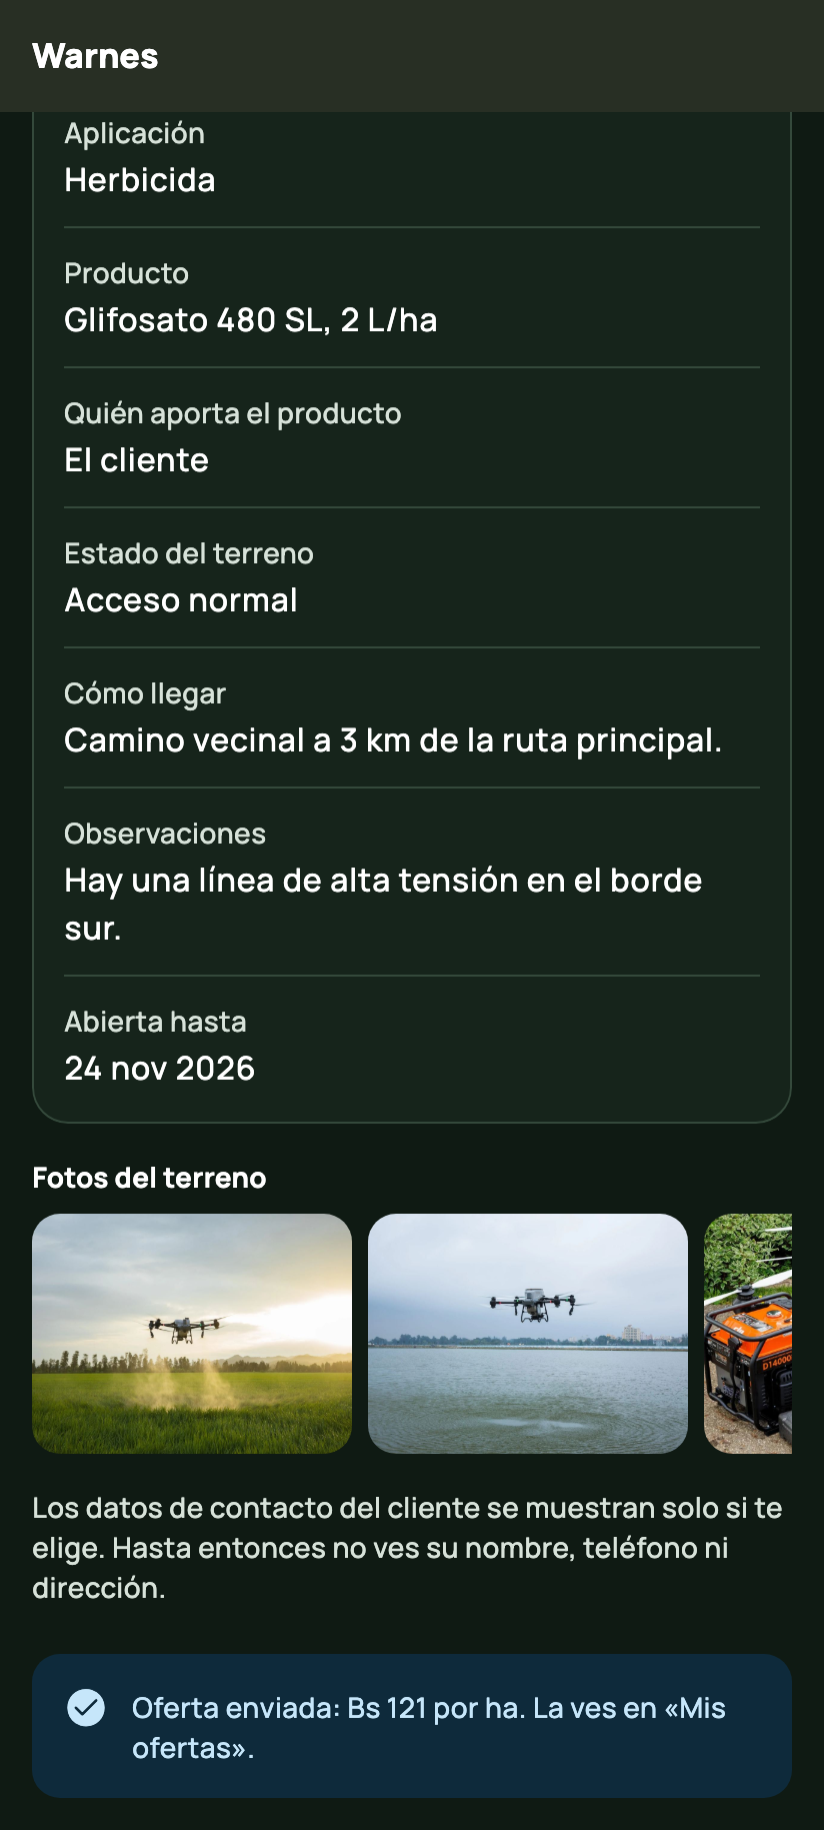 Warnes
Aplicación
Herbicida
Producto
Glifosato 480 SL, 2 L/ha
Quién aporta el producto
El cliente
Estado del terreno
Acceso normal
Cómo llegar
Camino vecinal a 3 km de la ruta principal.
Observaciones
Hay una línea de alta tensión en el borde
sur.
Abierta hasta
24 nov 2026
Fotos del terreno
D14000
Los datos de contacto del cliente se muestran solo si te
elige. Hasta entonces no ves su nombre, teléfono ni
dirección.
Oferta enviada: Bs 121 por ha. La ves en «Mis
ofertas».